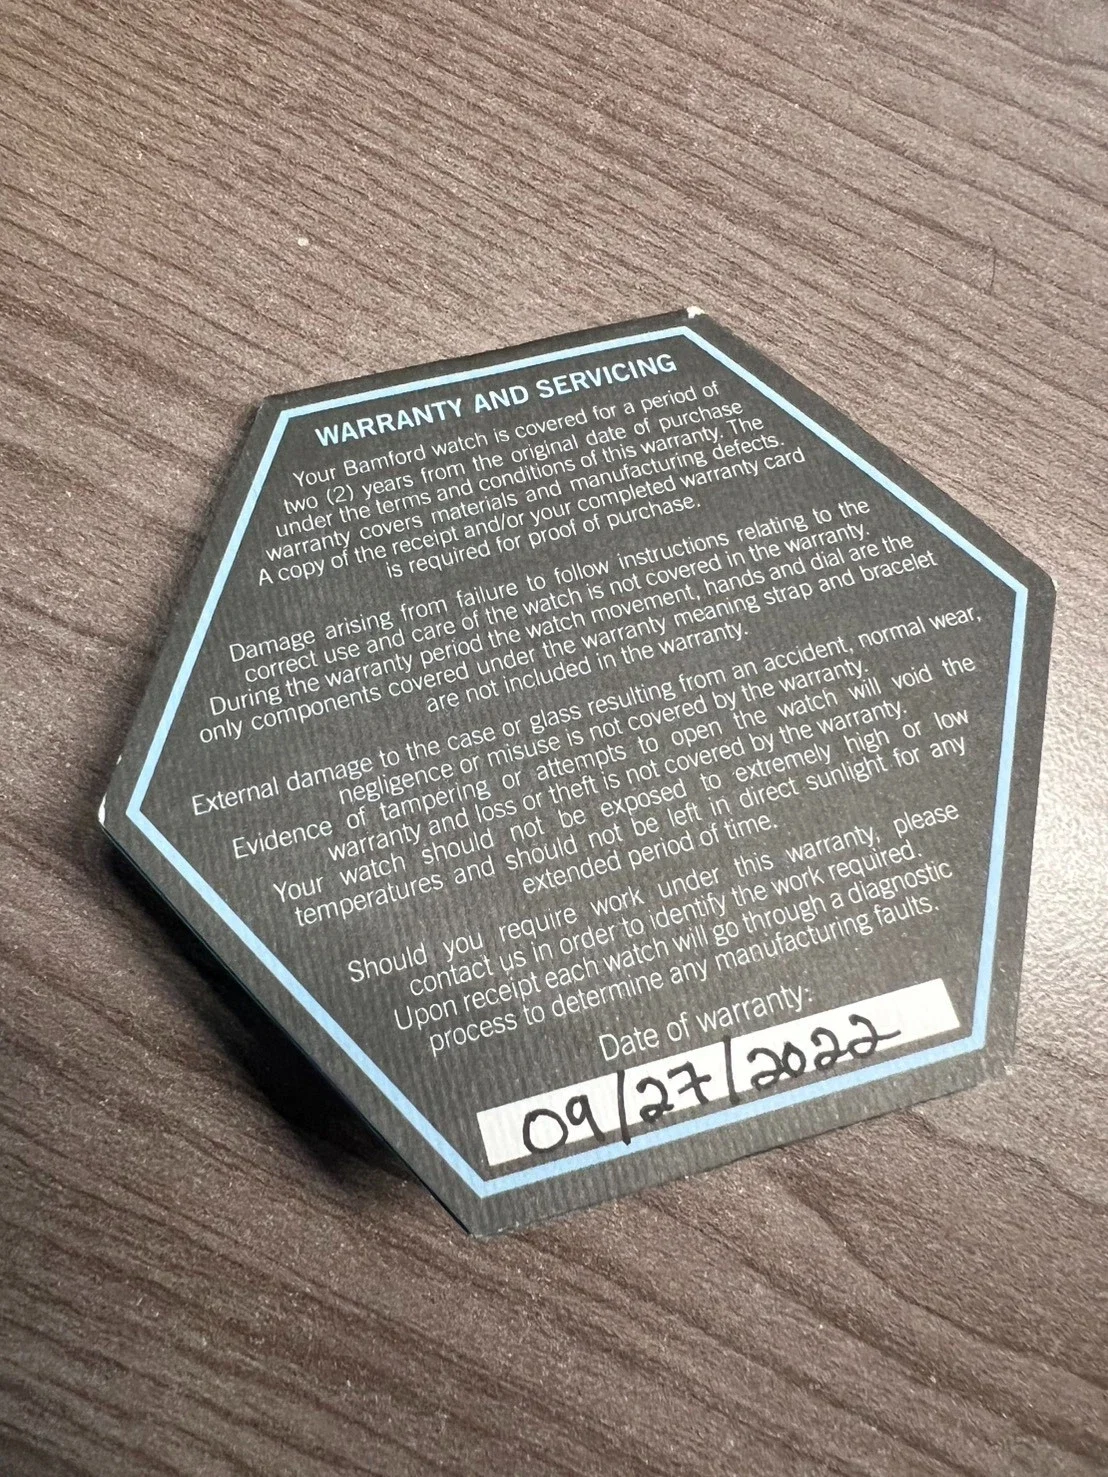 WARRANTY AND SERVICING
Your Bamford watch is covered for a period of
two (2) years from the original date of purchase
under the terms and conditions of this warranty. The
warranty covers materials and manufacturing defects.
A copy of the receipt and/or your completed warranty card
is required for proof of purchase.
Damage arising from failure to follow instructions relating to the
correct use and care of the watch is not covered in the warranty.
During the warranty period the watch movement, hands and dial are the
only components covered under the warranty meaning strap and bracelet
are not included in the warranty.
External damage to the case or glass resulting from an accident, normal wear,
negligence or misuse is not covered by the warranty.
Evidence of tampering or attempts to open the watch will void the
warranty and loss or theft is not covered by the warranty.
Your watch should not be exposed to extremely high or low
temperatures and should not be left in direct sunlight for any
extended period of time.
Should you require work under this warranty, please
contact us in order to identify the work required.
Upon receipt each watch will go through a diagnostic
process to determine any manufacturing faults.
Date of warranty:
09/27/2022